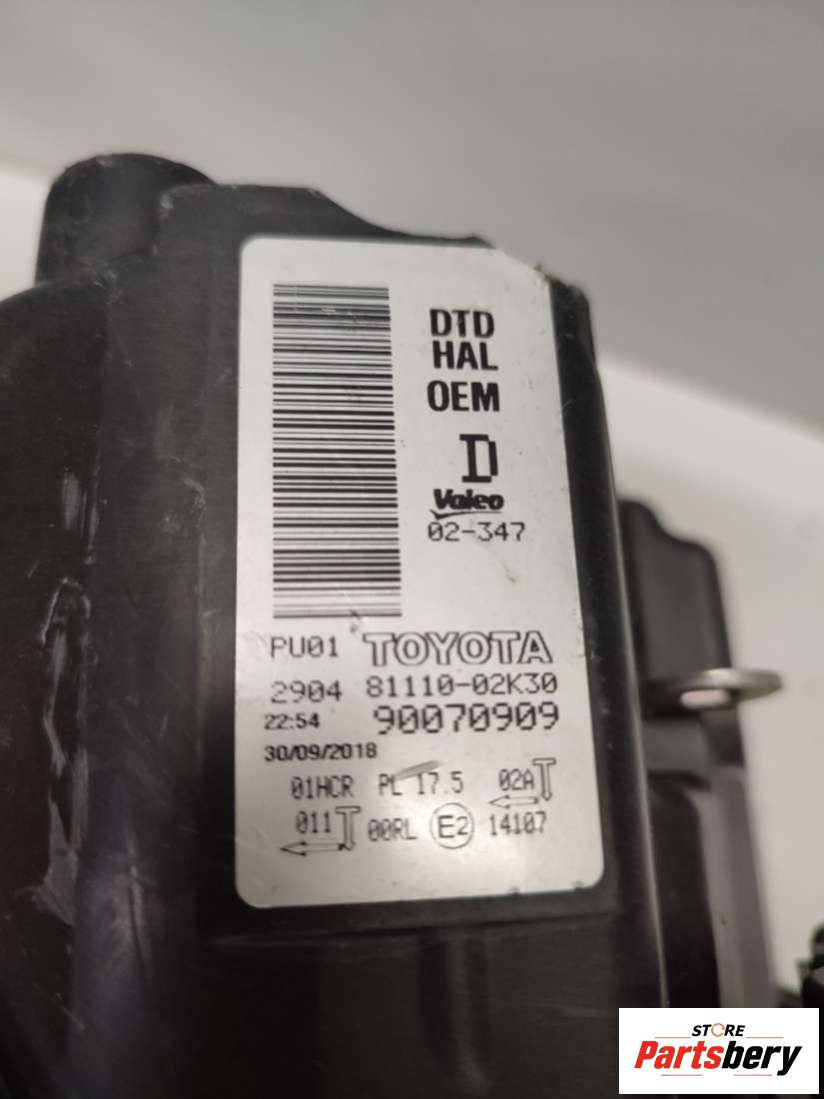 DTD
HAL
OEM
D
Valeo
02-347
PU01 TOYOTA
2904 81110-02K30
22:54 90070909
30/09/2018
01HCR PL 17.5 02A
011 00RL E2 14107
STORE
Partsbery